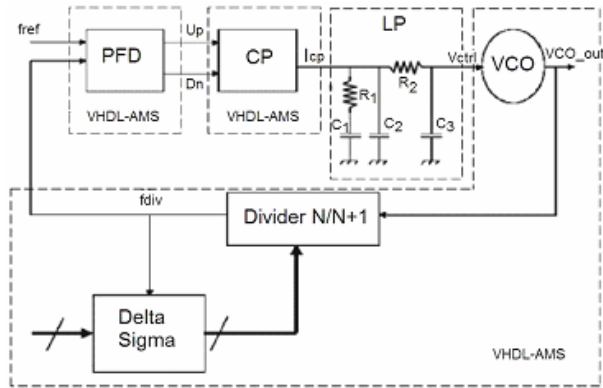 LP
fref
Up
Icp
Vctrl
VCO_out
PFD
CP
VCO
R1
R2
Dn
C1
C2
C3
VHDL-AMS
VHDL-AMS
fdiv
Divider N/N+1
Delta
Sigma
VHDL-AMS